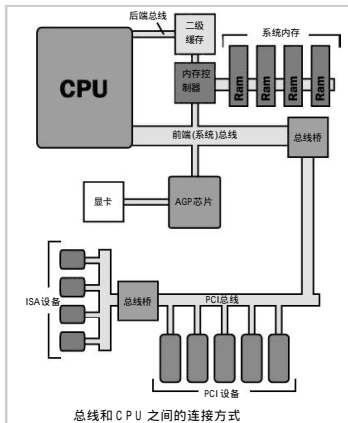 后端总线
二级
缓存
系统内存
CPU
内存控
制器
Ram
Ram
Ram
Ram
前端(系统)总线
总线桥
显卡
AGP芯片
ISA设备
总线桥
PCI总线
PCI 设备
总线和CPU 之间的连接方式